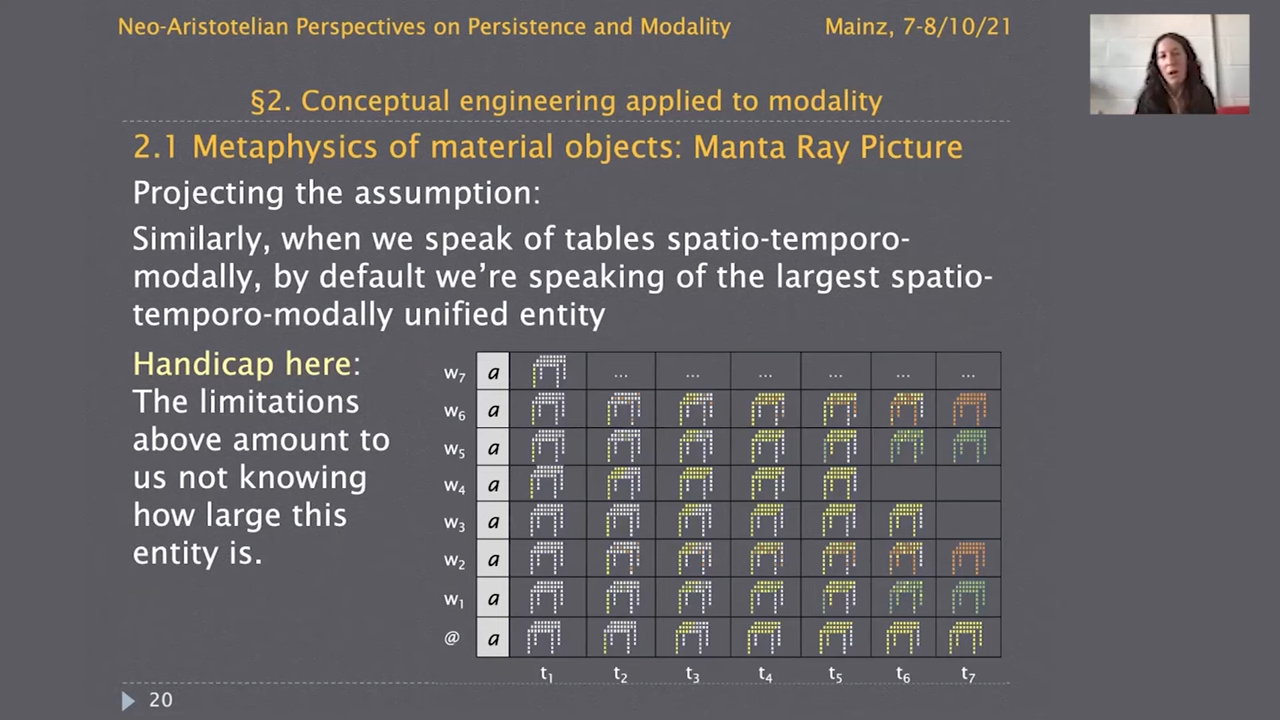 Neo-Aristotelian Perspectives on Persistence and Modality Mainz, 7-8/10/21
§2. Conceptual engineering applied to modality
2.1 Metaphysics of material objects: Manta Ray Picture
Projecting the assumption:
Similarly, when we speak of tables spatio-temporo-
modally, by default we're speaking of the largest spatio-
temporo-modally unified entity
Handicap here:
The limitations
above amount to
us not knowing
how large this
entity is.
w7 a ... ... ... ... ... ...
w6 a
w5 a
w4 a
w3 a
w2 a
w1 a
@ a
t1 t2 t3 t4 t5 t6 t7
20